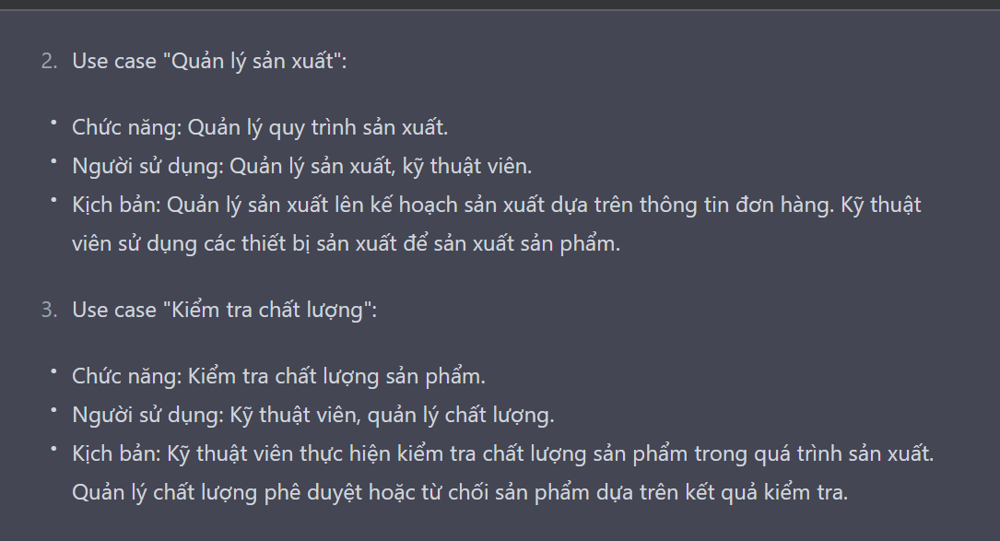 2. Use case "Quản lý sản xuất":
• Chức năng: Quản lý quy trình sản xuất.
• Người sử dụng: Quản lý sản xuất, kỹ thuật viên.
• Kịch bản: Quản lý sản xuất lên kế hoạch sản xuất dựa trên thông tin đơn hàng. Kỹ thuật
viên sử dụng các thiết bị sản xuất để sản xuất sản phẩm.
3. Use case "Kiểm tra chất lượng":
• Chức năng: Kiểm tra chất lượng sản phẩm.
• Người sử dụng: Kỹ thuật viên, quản lý chất lượng.
• Kịch bản: Kỹ thuật viên thực hiện kiểm tra chất lượng sản phẩm trong quá trình sản xuất.
Quản lý chất lượng phê duyệt hoặc từ chối sản phẩm dựa trên kết quả kiểm tra.